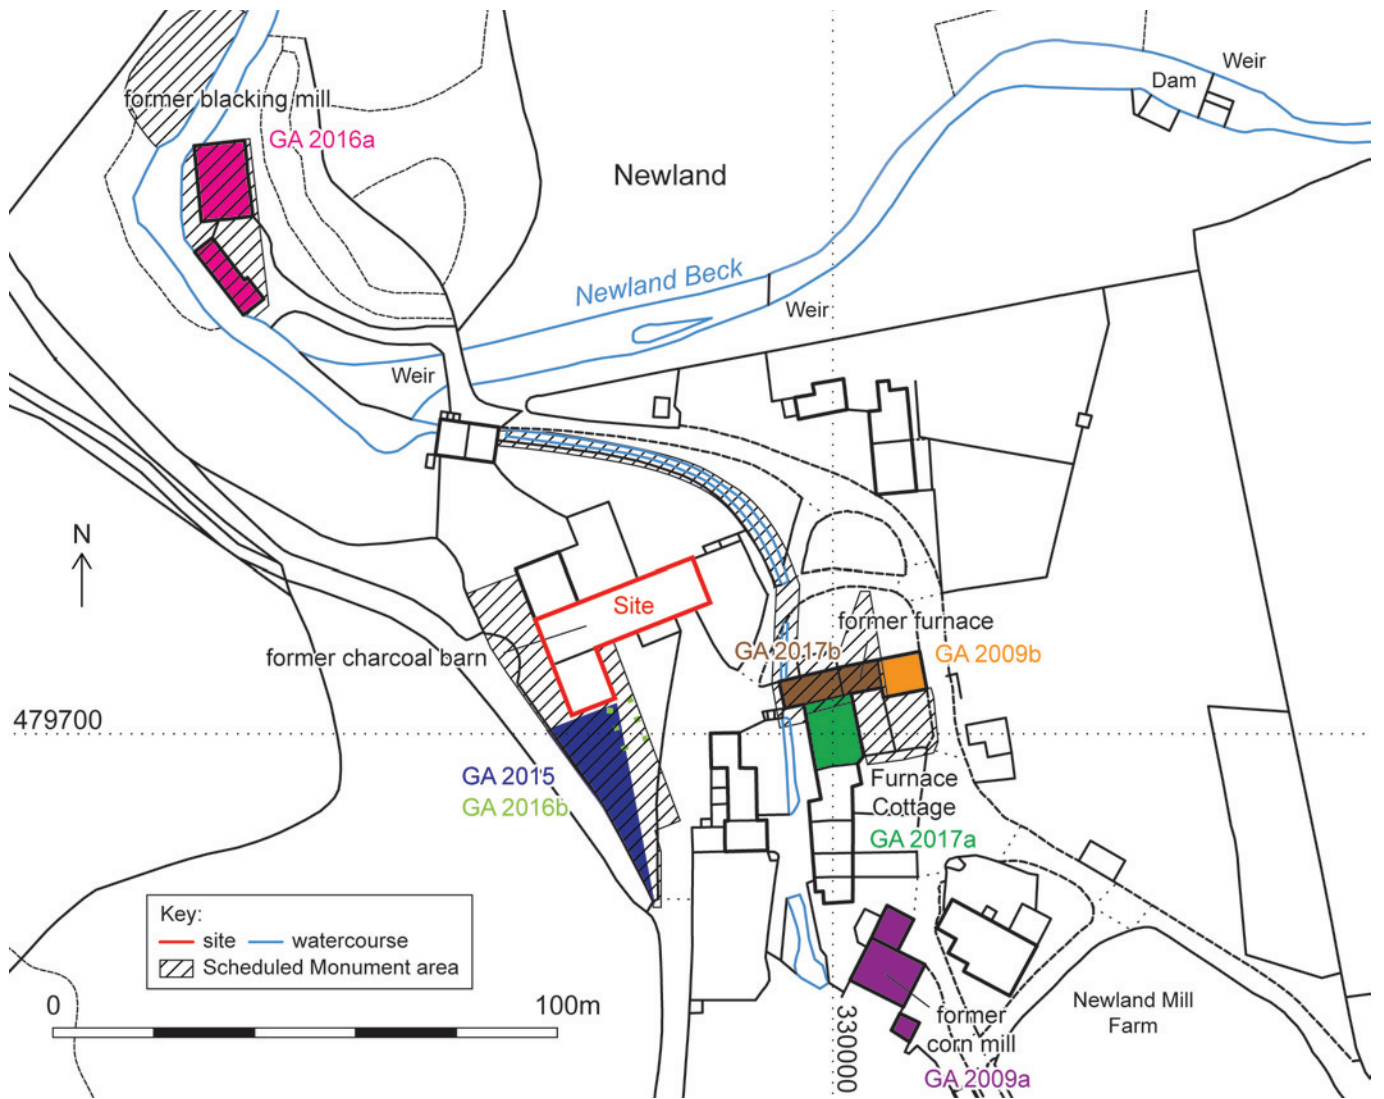 Weir
Dam
former blacking mill
GA 2016a
Newland
Newland Beck
Weir
Weir
N
Site
former furnace
former charcoal barn
GA 2017b
GA 2009b
479700
GA 2015
GA 2016b
Furnace
Cottage
GA 2017a
Key:
site
watercourse
Scheduled Monument area
0
100m
330000
former
corn mill
GA 2009a
Newland Mill
Farm